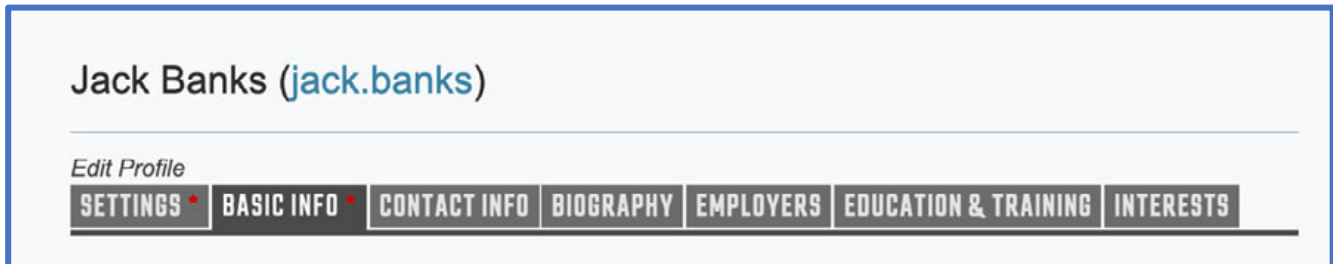 Jack Banks (jack.banks)
Edit Profile
SETTINGS * BASIC INFO * CONTACT INFO BIOGRAPHY EMPLOYERS EDUCATION & TRAINING INTERESTS